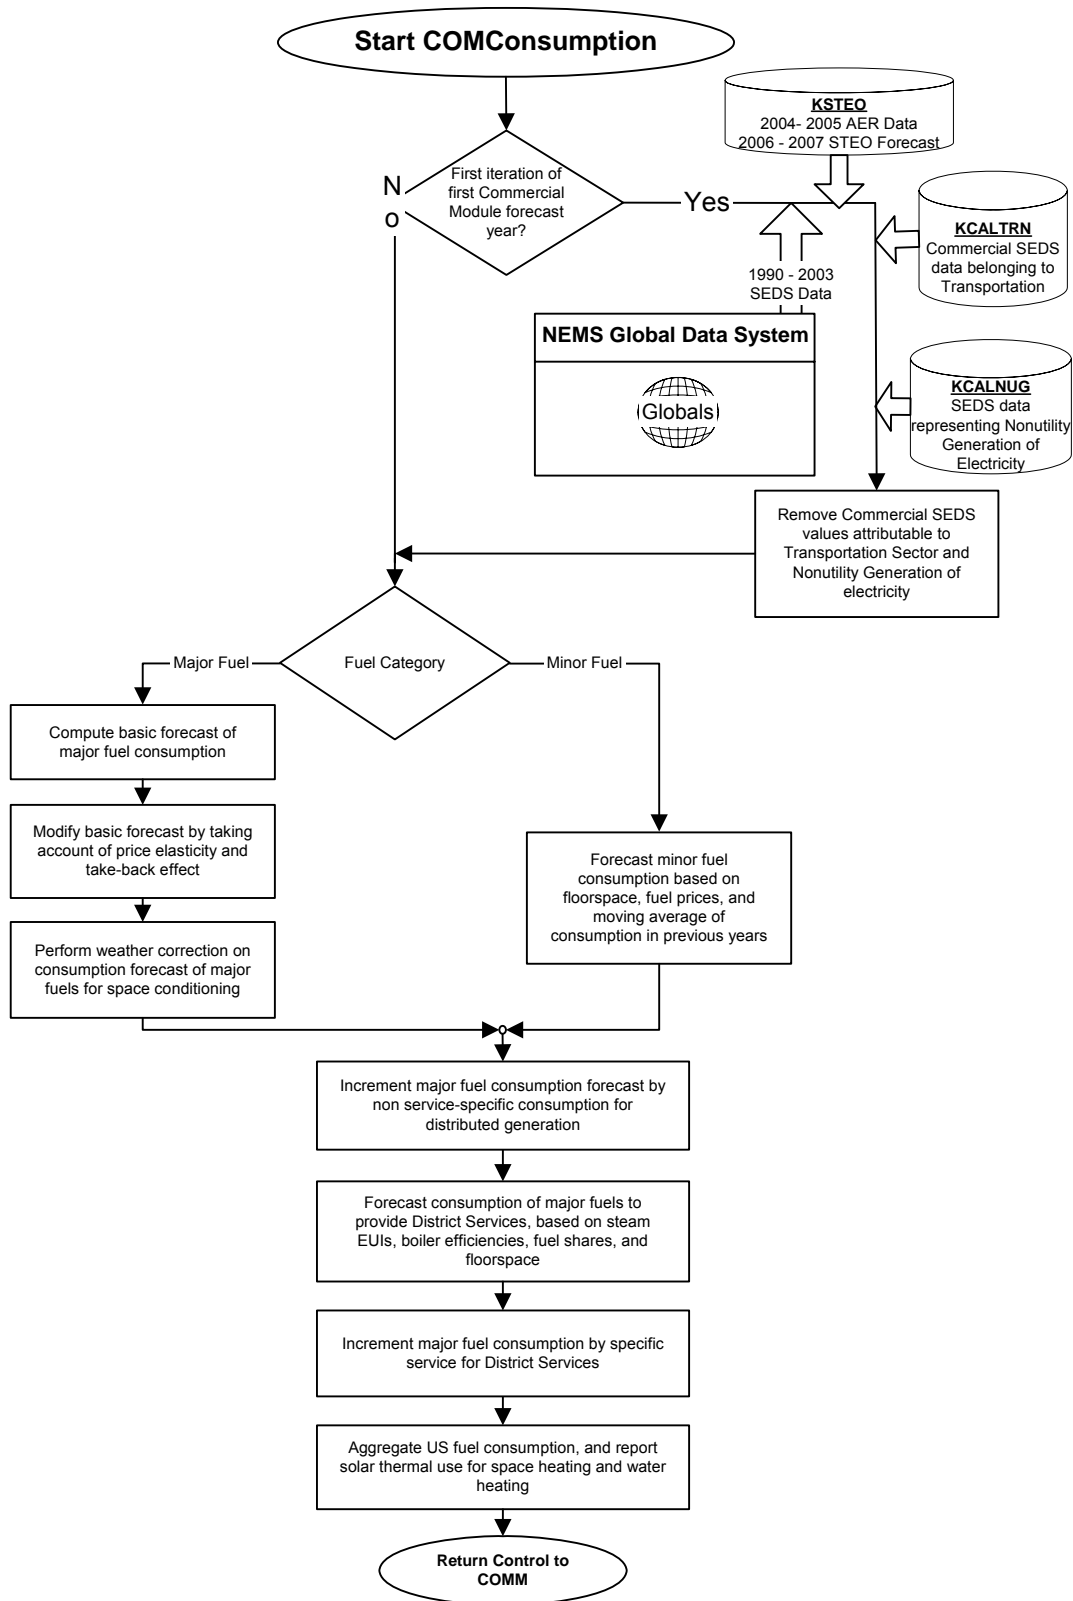 Start COMConsumption
KSTEO
2004- 2005 AER Data
2006 - 2007 STEO Forecast
First iteration of
first Commercial
Module forecast
year?
N
o
Yes
KCALTRN
Commercial SEDS
data belonging to
Transportation
1990 - 2003
SEDS Data
NEMS Global Data System
Globals
KCALNUG
SEDS data
representing Nonutility
Generation of
Electricity
Remove Commercial SEDS
values attributable to
Transportation Sector and
Nonutility Generation of
electricity
Major Fuel
Fuel Category
Minor Fuel
Compute basic forecast of
major fuel consumption
Modify basic forecast by taking
account of price elasticity and
take-back effect
Perform weather correction on
consumption forecast of major
fuels for space conditioning
Forecast minor fuel
consumption based on
floorspace, fuel prices, and
moving average of
consumption in previous years
Increment major fuel consumption forecast by
non service-specific consumption for
distributed generation
Forecast consumption of major fuels to
provide District Services, based on steam
EUIs, boiler efficiencies, fuel shares, and
floorspace
Increment major fuel consumption by specific
service for District Services
Aggregate US fuel consumption, and report
solar thermal use for space heating and water
heating
Return Control to
COMM